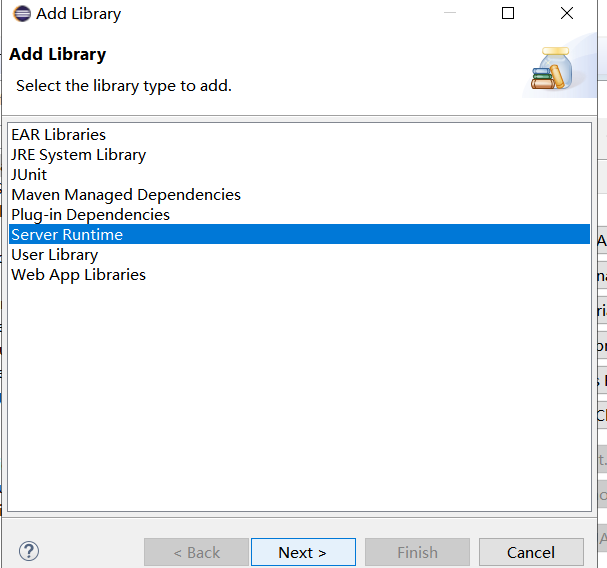 Add Library
Add Library
Select the library type to add.
EAR Libraries
JRE System Library
JUnit
Maven Managed Dependencies
Plug-in Dependencies
Server Runtime
User Library
Web App Libraries
< Back
Next >
Finish
Cancel